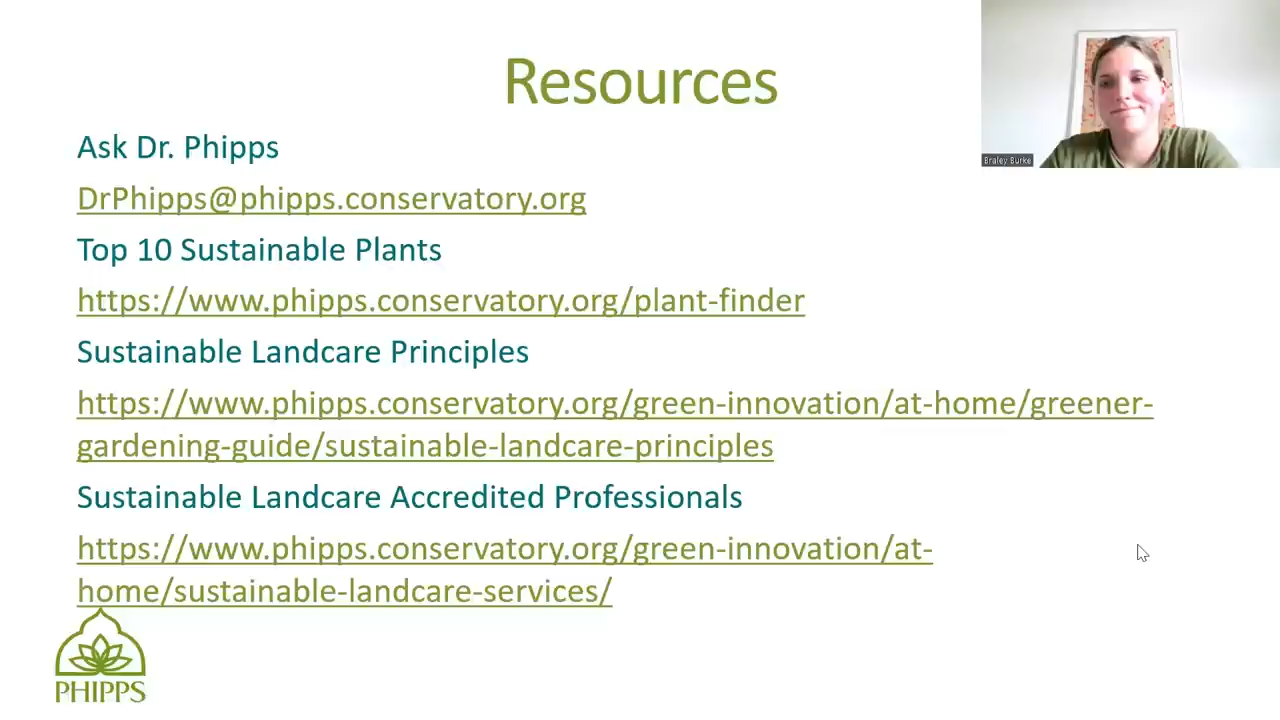 Resources
Ask Dr. Phipps
DrPhipps@phipps.conservatory.org
Top 10 Sustainable Plants
https://www.phipps.conservatory.org/plant-finder
Sustainable Landcare Principles
https://www.phipps.conservatory.org/green-innovation/at-home/greener-
gardening-guide/sustainable-landcare-principles
Sustainable Landcare Accredited Professionals
https://www.phipps.conservatory.org/green-innovation/at-
home/sustainable-landcare-services/
PHIPPS
Braley Burke